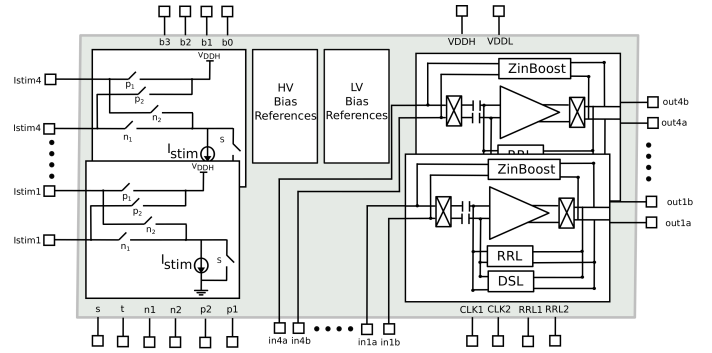 b3 b2 b1 b0
VDDH VDDL
VDDH
Istim4
p1
p2
n2
Istim4
n1
s
Istim
HV
Bias
References
LV
Bias
References
ZinBoost
out4b
out4a
VDDH
Istim1
p1
p2
n2
Istim1
n1
s
Istim
ZinBoost
RRL
DSL
out1b
out1a
s t n1 n2 p2 p1
in4a in4b in1a in1b
CLK1 CLK2 RRL1 RRL2